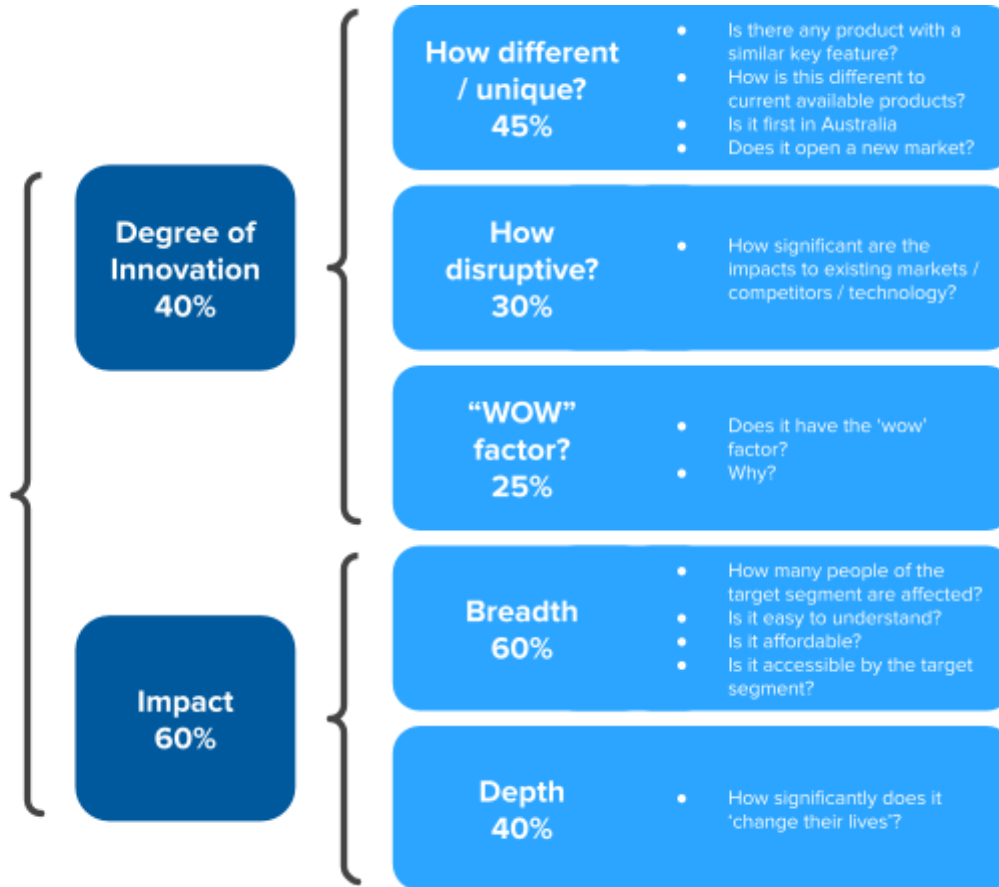 How different
/ unique?
45%
● Is there any product with a
similar key feature?
● How is this different to
current available products?
● Is it first in Australia
● Does it open a new market?
Degree of
Innovation
40%
How
disruptive?
30%
● How significant are the
impacts to existing markets /
competitors / technology?
“WOW”
factor?
25%
● Does it have the ‘wow’
factor?
● Why?
Impact
60%
Breadth
60%
● How many people of the
target segment are affected?
● Is it easy to understand?
● Is it affordable?
● Is it accessible by the target
segment?
Depth
40%
● How significantly does it
‘change their lives’?